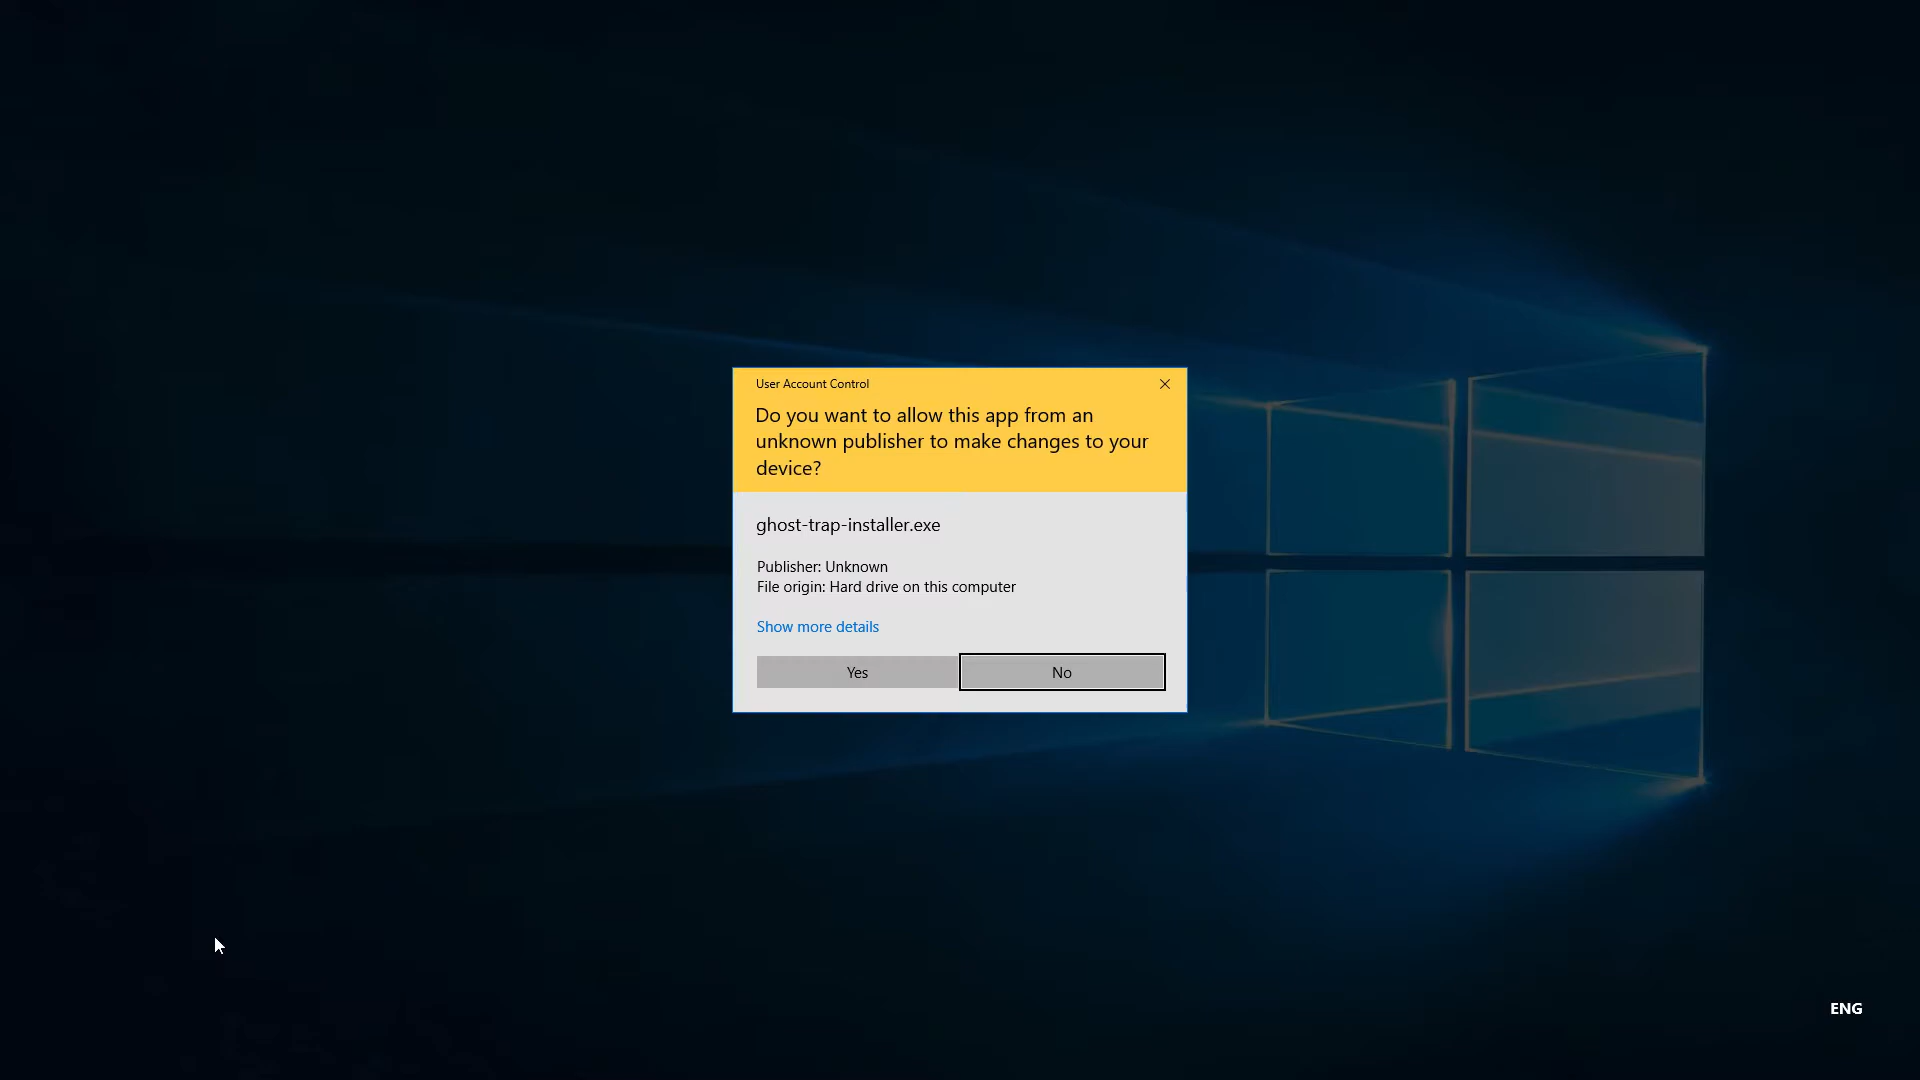 User Account Control
Do you want to allow this app from an
unknown publisher to make changes to your
device?
ghost-trap-installer.exe
Publisher: Unknown
File origin: Hard drive on this computer
Show more details
Yes
No
ENG